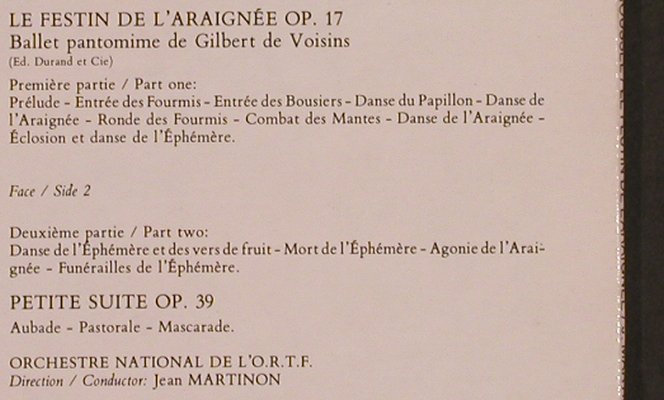 LE FESTIN DE L'ARAIGNÉE OP. 17
Ballet pantomime de Gilbert de Voisins
(Ed. Durand et Cie)
Première partie / Part one:
Prélude - Entrée des Fourmis - Entrée des Bousiers - Danse du Papillon - Danse de
l'Araignée - Ronde des Fourmis - Combat des Mantes - Danse de l'Araignée -
Éclosion et danse de l'Éphémère.
Face / Side 2
Deuxième partie / Part two:
Danse de l'Éphémère et des vers de fruit - Mort de l'Éphémère - Agonie de l'Arai-
gnée - Funérailles de l'Éphémère.
PETITE SUITE OP. 39
Aubade - Pastorale - Mascarade.
ORCHESTRE NATIONAL DE L'O.R.T.F.
Direction / Conductor: Jean MARTINON